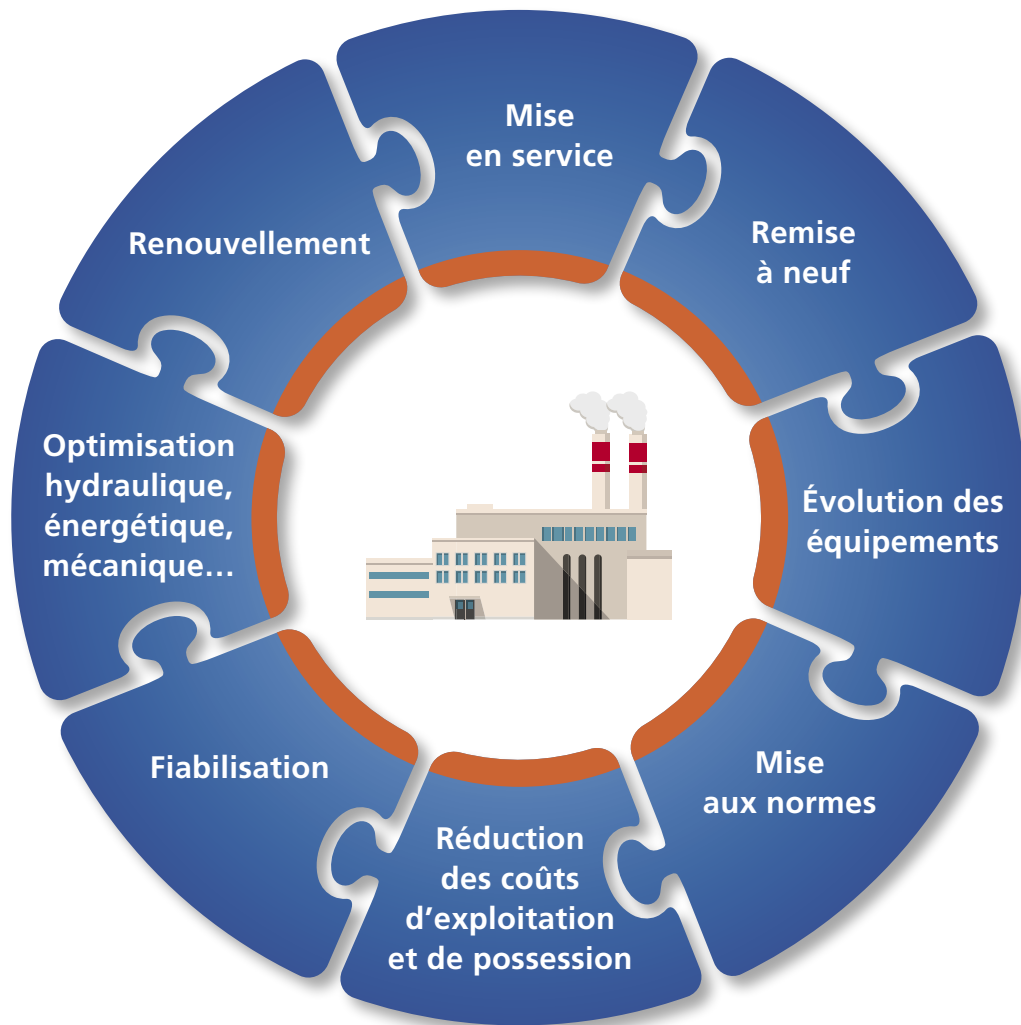 Mise
en service
Remise
à neuf
Évolution des
équipements
Mise
aux normes
Réduction
des coûts
d’exploitation
et de possession
Fiabilisation
Optimisation
hydraulique,
énergétique,
mécanique…
Renouvellement